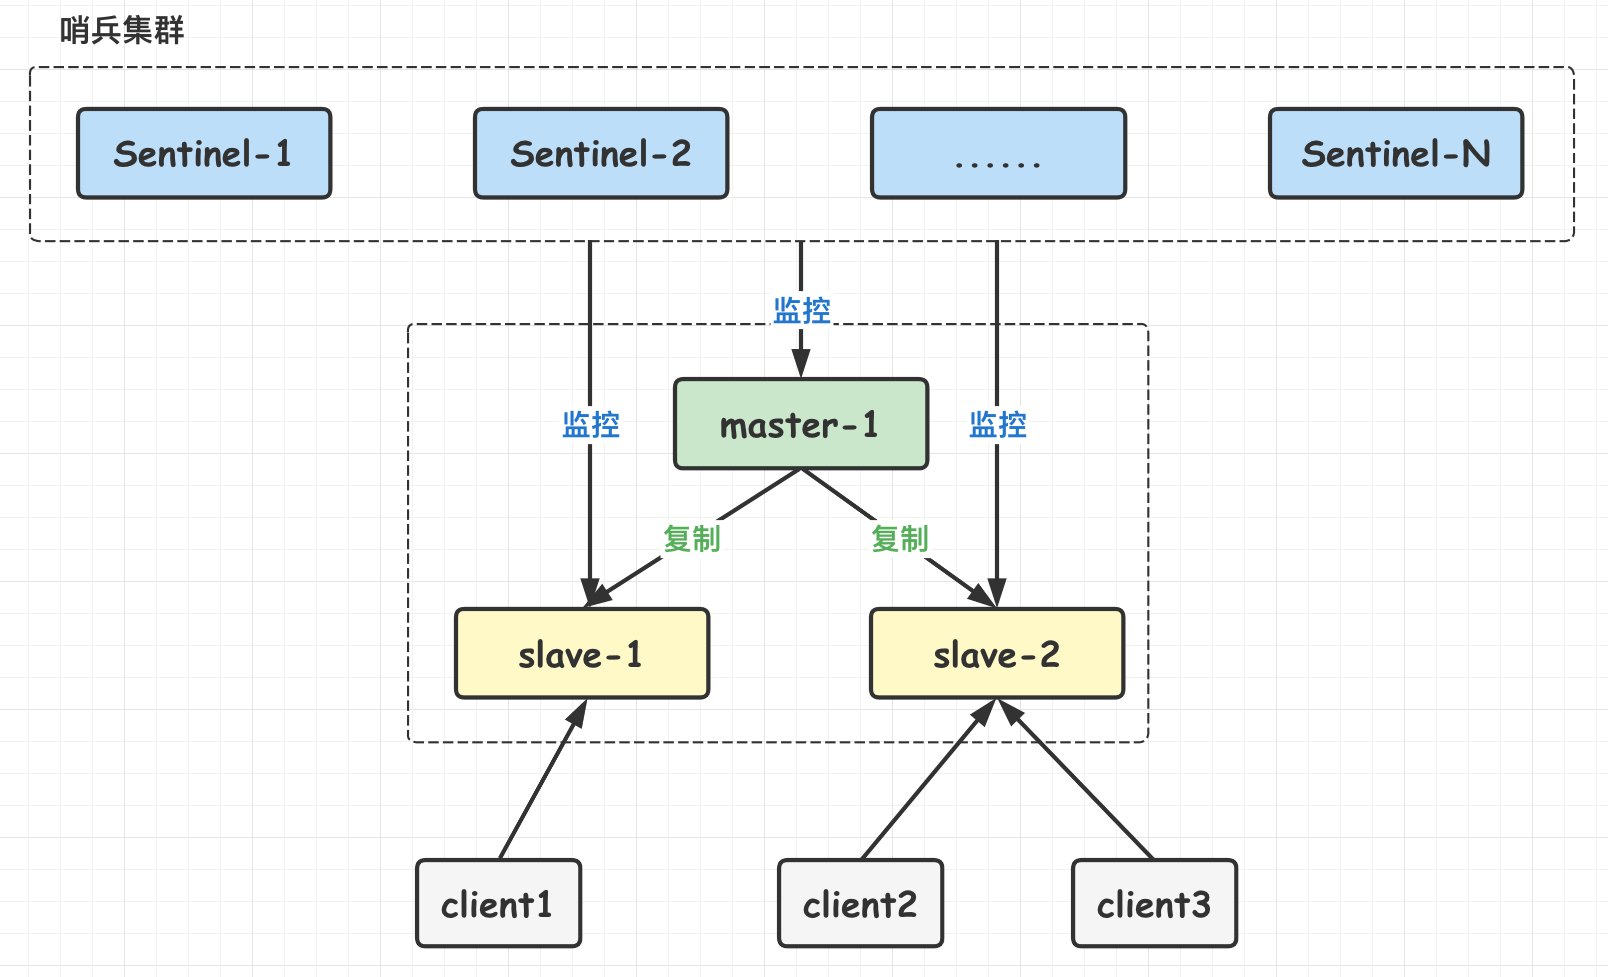 哨兵集群
Sentinel-1
Sentinel-2
......
Sentinel-N
监控
master-1
监控
监控
复制
复制
slave-1
slave-2
client1
client2
client3